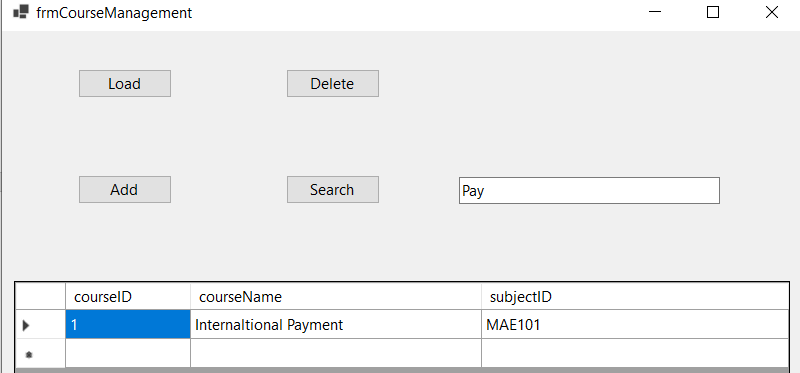 frmCourseManagement
Load Delete
Add Search Pay
courseID courseName subjectID
1 Internaltional Payment MAE101